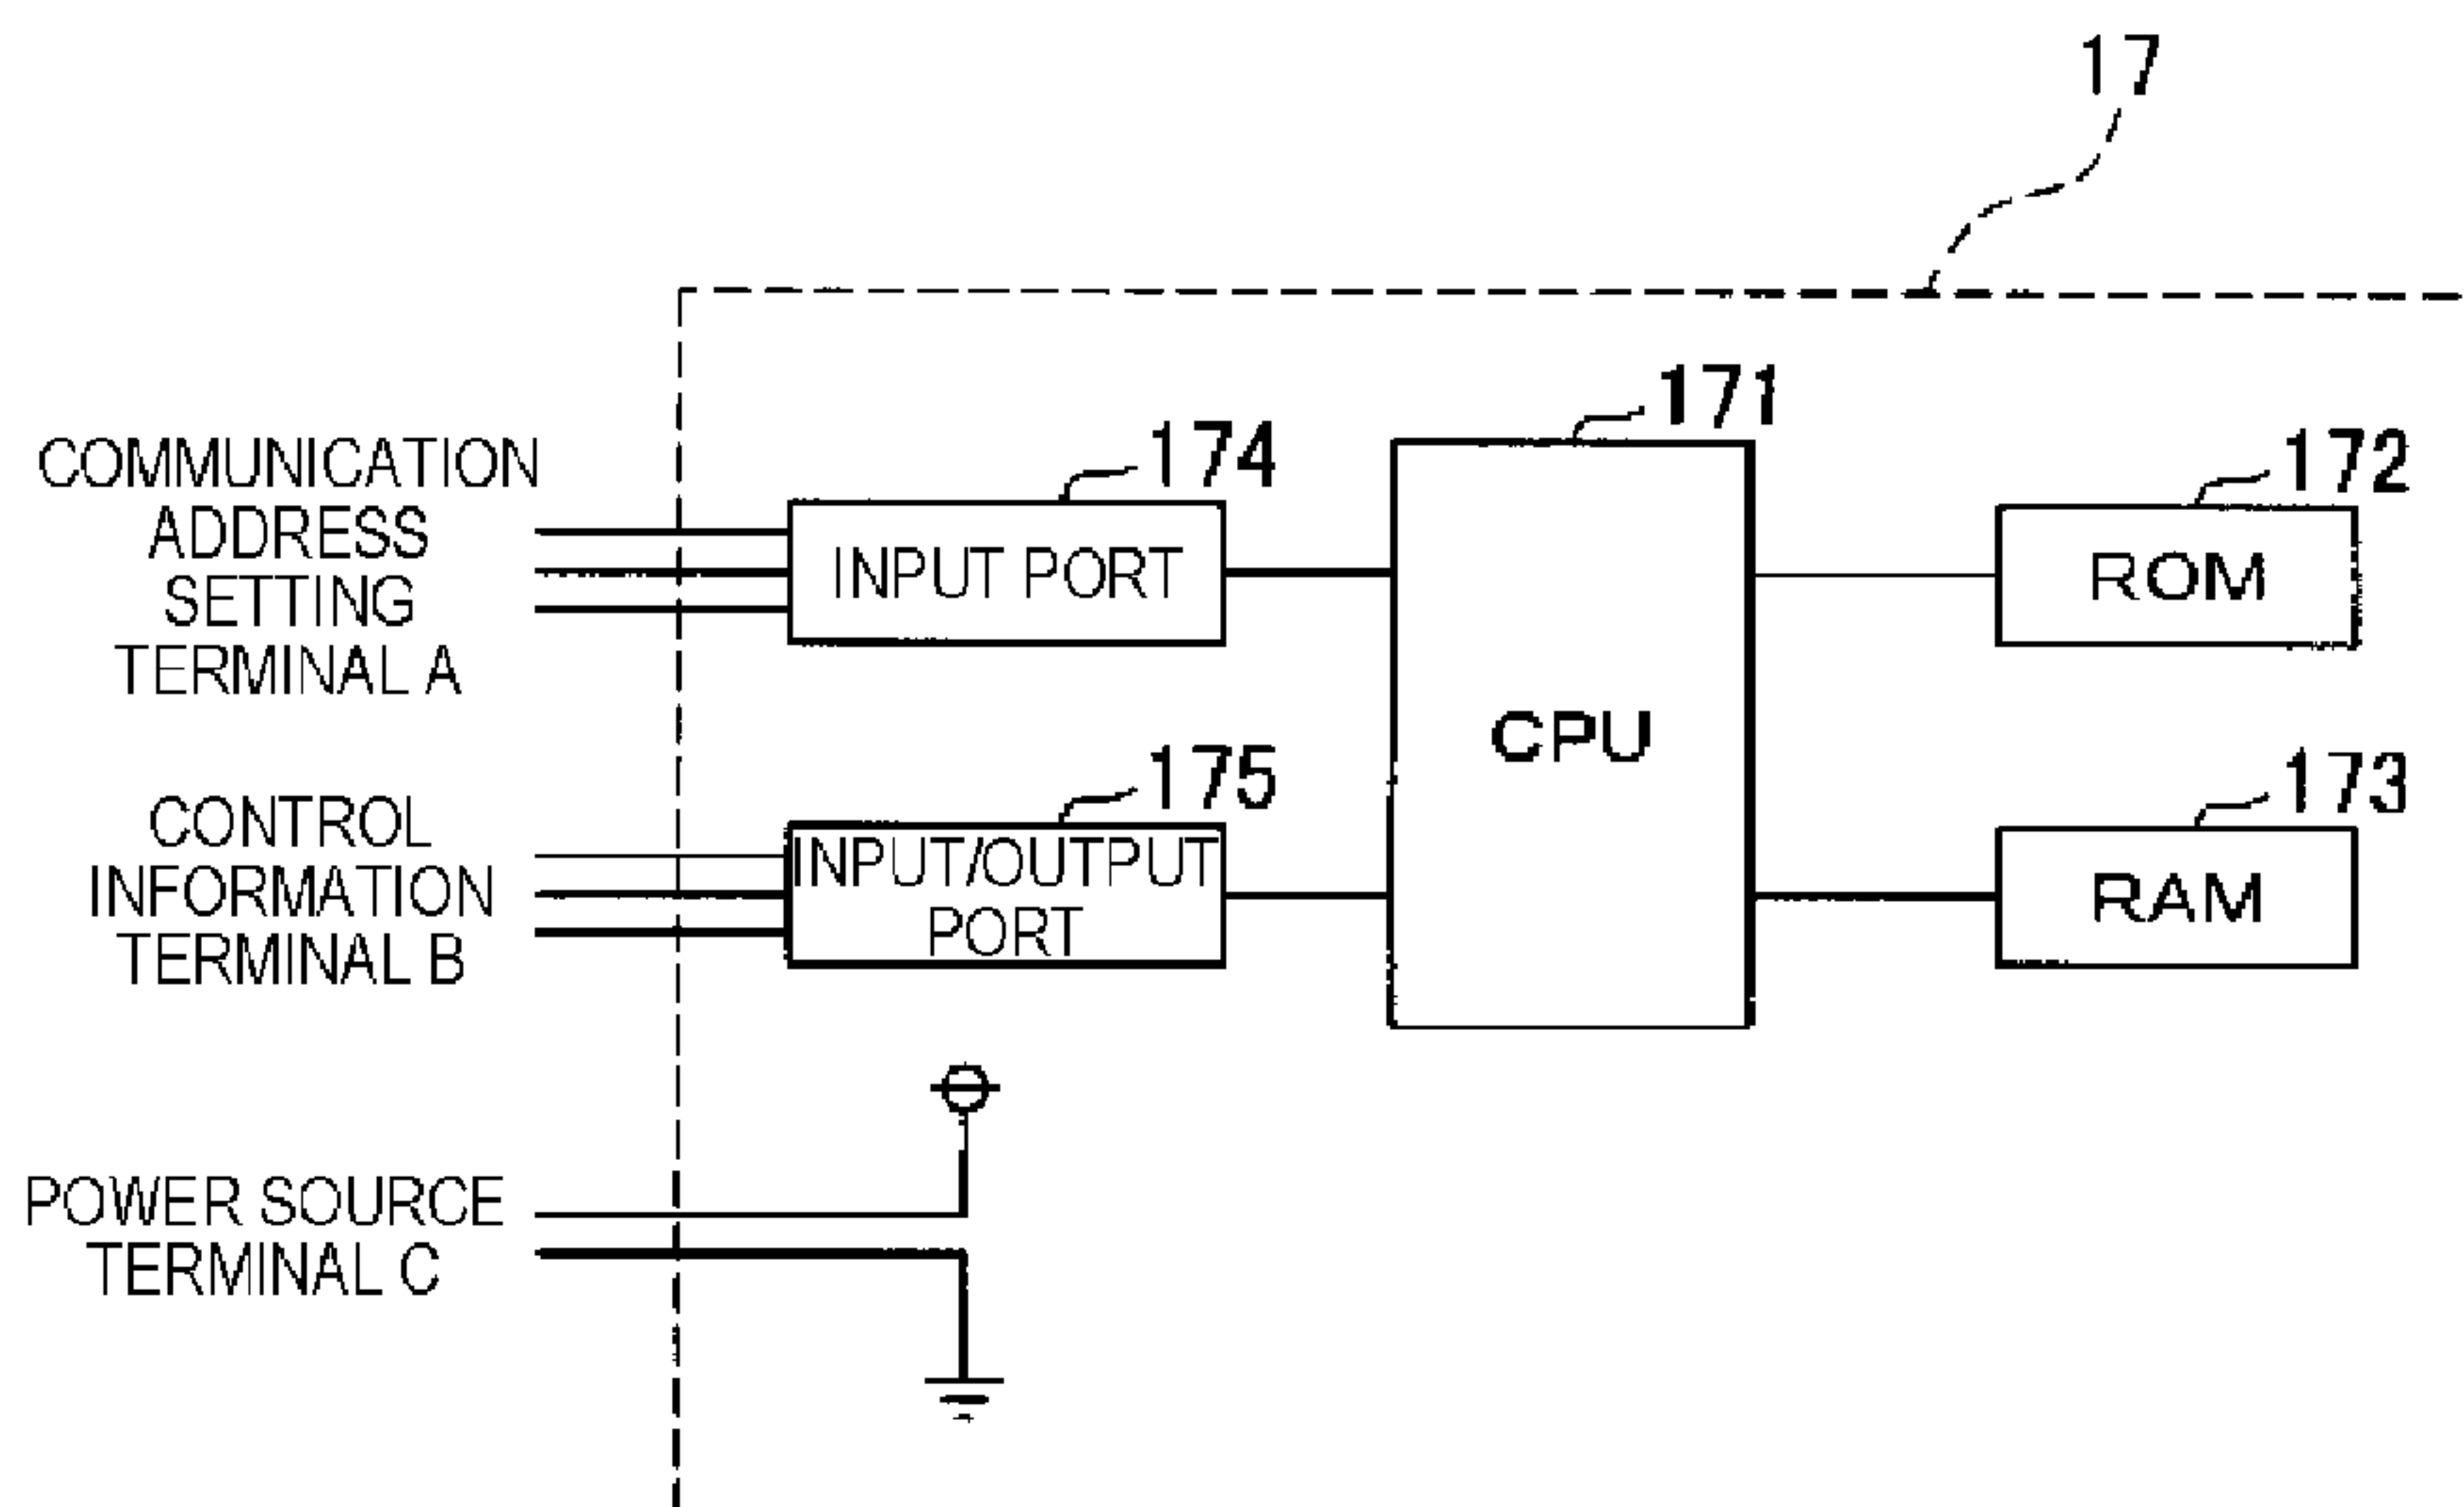 17
171
174
172
COMMUNICATION
ADDRESS
SETTING
TERMINAL A
INPUT PORT
ROM
CPU
175
173
CONTROL
INFORMATION
TERMINAL B
INPUT/OUTPUT
PORT
RAM
POWER SOURCE
TERMINAL C